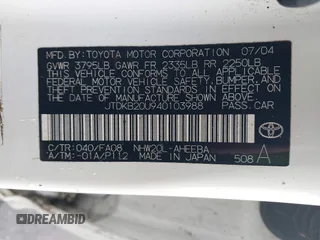 MFD. BY: TOYOTA MOTOR CORPORATION 07/04
GVWR 3795LB GAWR FR 2335LB RR 2250LB
THIS VEHICLE CONFORMS TO ALL APPLICABLE
FEDERAL MOTOR VEHICLE SAFETY, BUMPER, AND
THEFT PREVENTION STANDARDS IN EFFECT ON
THE DATE OF MANUFACTURE SHOWN ABOVE.
JTDKB20U940103988 PASS.CAR
TOYOTA
C/TR: 040/FA08 NHW20L-AHEEBA
A/TM: -01A/P112 MADE IN JAPAN 508 A
DREAMBID